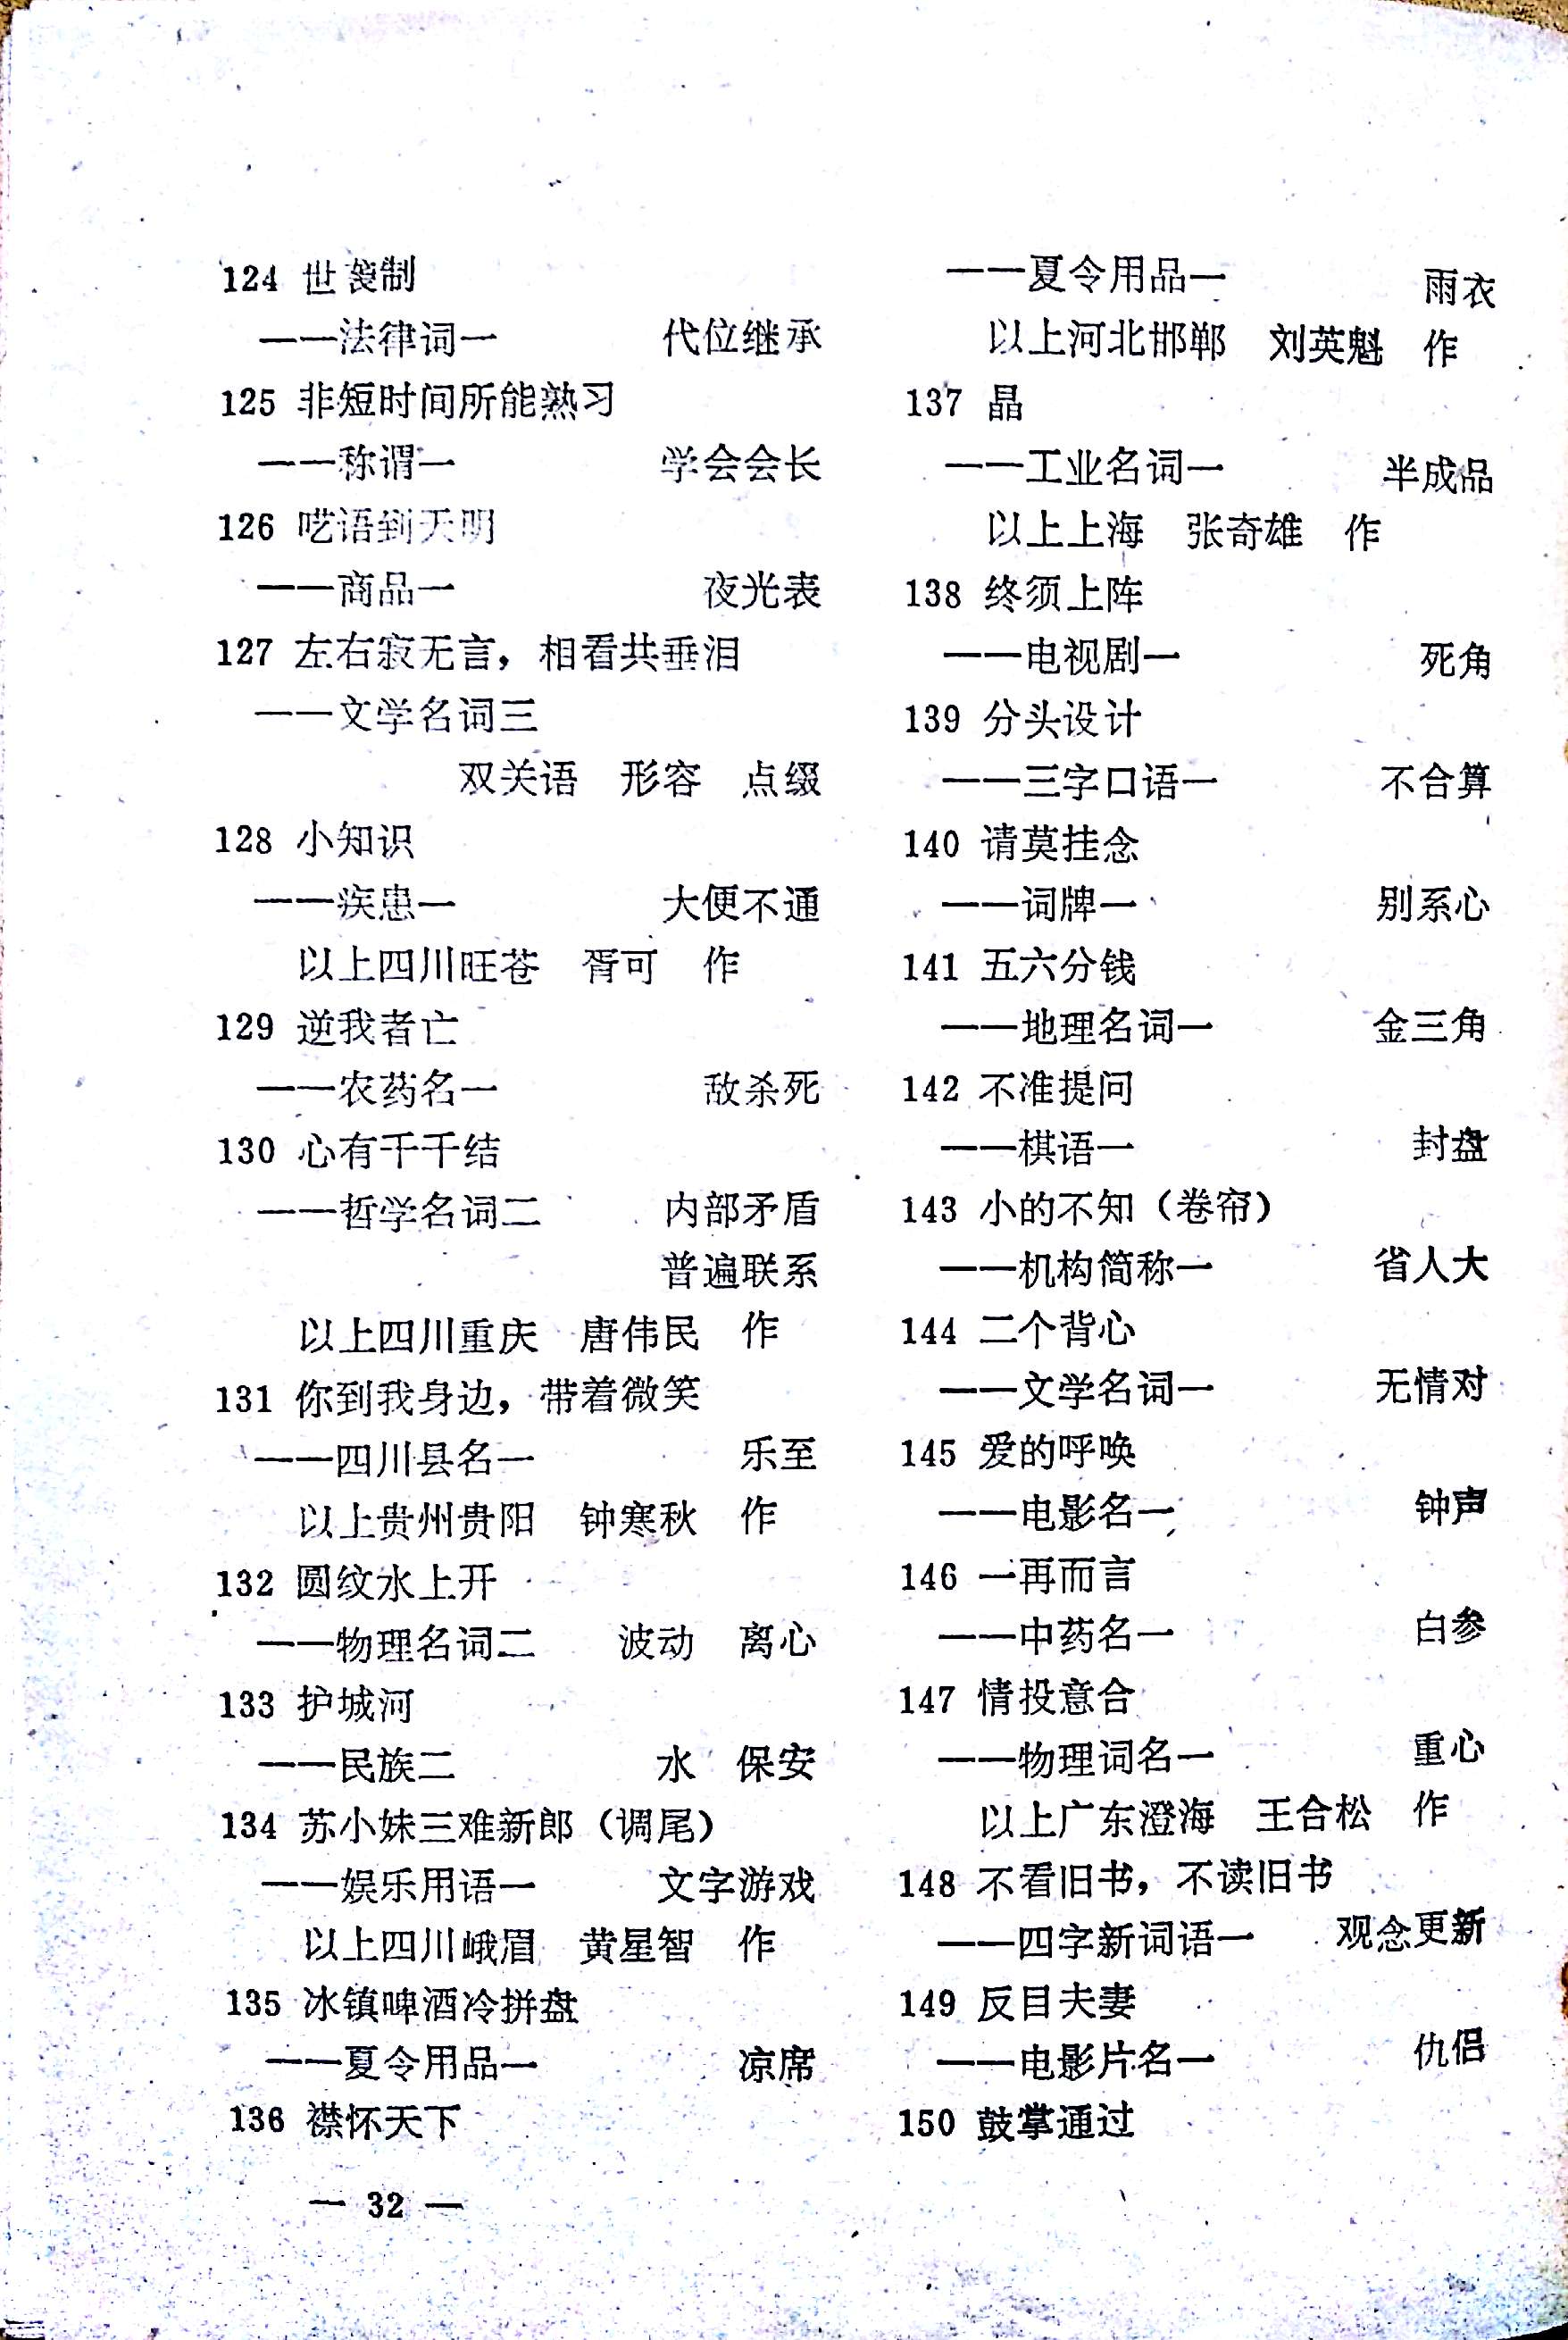 124 世袭制
——法律词一 代位继承
125 非短时间所能熟习
——称谓一 学会会长
126 呓语到天明
——商品一 夜光表
127 左右寂无言，相看共垂泪
——文学名词三
双关语 形容 点缀
128 小知识
——疾患一 大便不通
以上四川旺苍 胥可 作
129 逆我者亡
——农药名一 敌杀死
130 心有千千结
——哲学名词二 内部矛盾
普遍联系
以上四川重庆 唐伟民 作
131 你到我身边，带着微笑
——四川县名一 乐至
以上贵州贵阳 钟寒秋 作
132 圆纹水上开
——物理名词二 波动 离心
133 护城河
——民族二 水 保安
134 苏小妹三难新郎（调尾）
——娱乐用语一 文字游戏
以上四川峨眉 黄星智 作
135 冰镇啤酒冷拼盘
——夏令用品一 凉席
136 襟怀天下
——夏令用品一 雨衣
以上河北邯郸 刘英魁 作
137 晶
——工业名词一 半成品
以上上海 张奇雄 作
138 终须上阵
——电视剧一 死角
139 分头设计
——三字口语一 不合算
140 请莫挂念
——词牌一 别系心
141 五六分钱
——地理名词一 金三角
142 不准提问
——棋语一 封盘
143 小的不知（卷帘）
——机构简称一 省人大
144 二个背心
——文学名词一 无情对
145 爱的呼唤
——电影名一 钟声
146 一再而言
——中药名一 白参
147 情投意合
——物理词名一 重心
以上广东澄海 王合松 作
148 不看旧书，不读旧书
——四字新词语一 观念更新
149 反目夫妻
——电影片名一 仇侣
150 鼓掌通过
— 32 —